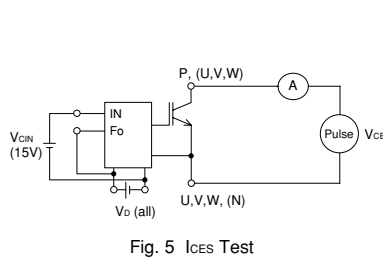 P, (U,V,W)
A
IN
Fo
VCIN
(15V)
Pulse
VCE
U,V,W, (N)
VD (all)
Fig. 5 ICES Test